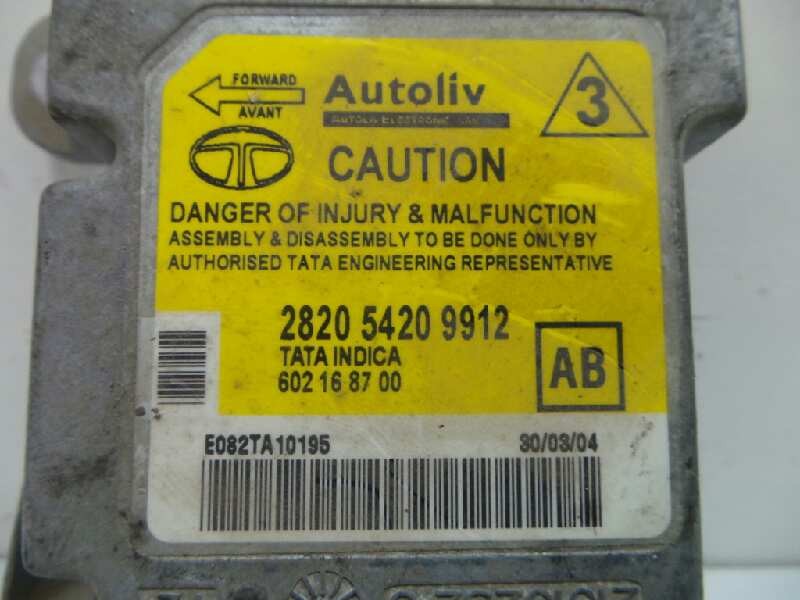 FORWARD
AVANT
Autoliv
3
CAUTION
DANGER OF INJURY & MALFUNCTION
ASSEMBLY & DISASSEMBLY TO BE DONE ONLY BY
AUTHORISED TATA ENGINEERING REPRESENTATIVE
2820 5420 9912
TATA INDICA
602 16 87 00
AB
E082TA10195
30/03/04